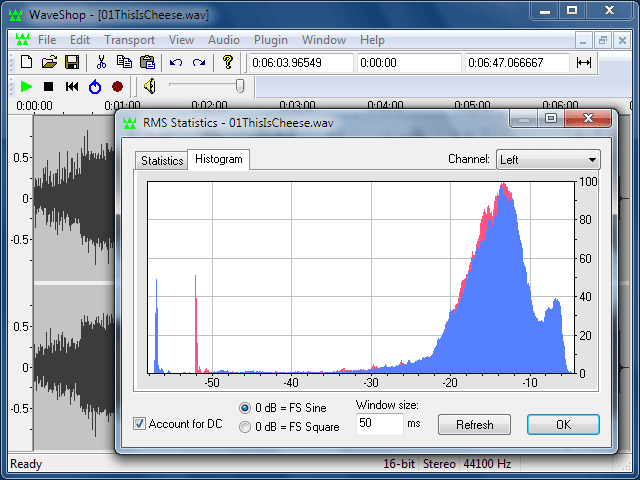 WaveShop - [01ThisIsCheese.wav]
File Edit Transport View Audio Plugin Window Help
0:06:03.96549 0:00:00 0:06:47.066667
0:00:00 0:01:00 0:02:00 0:03:00 0:04:00 0:05:00 0:06:00
RMS Statistics - 01ThisIsCheese.wav
Statistics Histogram Channel: Left
0.5
0
-0.5
0.5
0
-0.5
100
80
60
40
20
0
-50 -40 -30 -20 -10
Account for DC
0 dB = FS Sine
0 dB = FS Square
Window size:
50 ms
Refresh OK
Ready 16-bit Stereo 44100 Hz